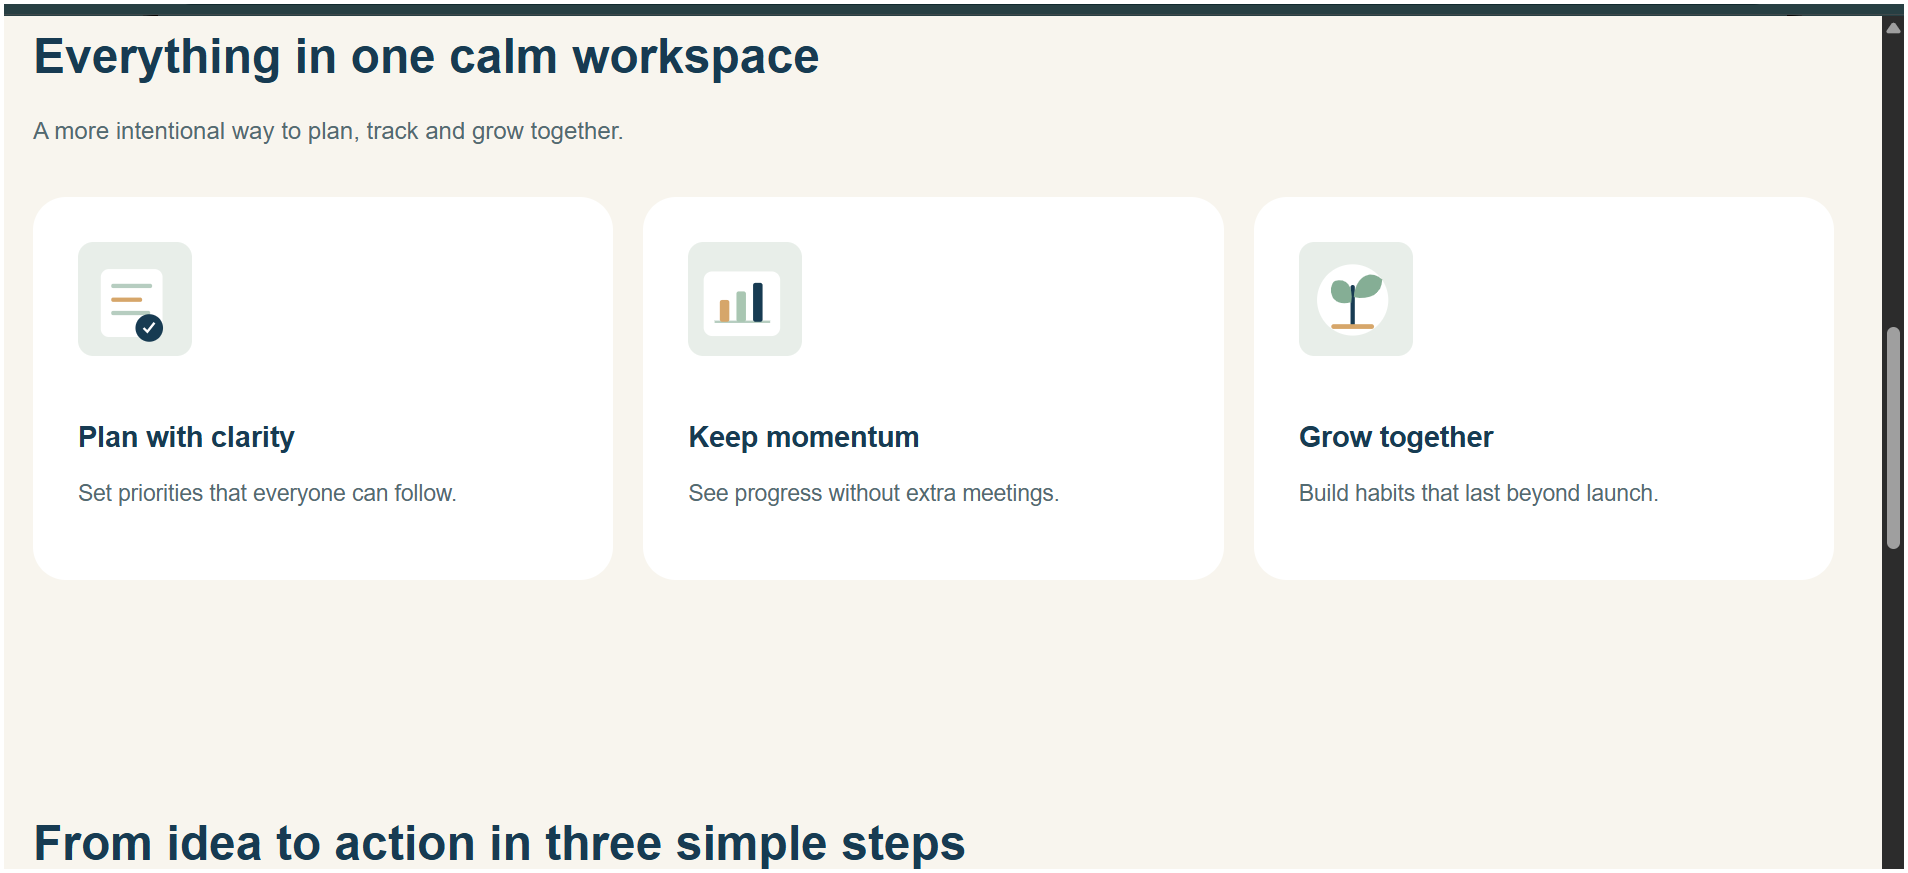 Everything in one calm workspace
A more intentional way to plan, track and grow together.
Plan with clarity
Set priorities that everyone can follow.
Keep momentum
See progress without extra meetings.
Grow together
Build habits that last beyond launch.
From idea to action in three simple steps